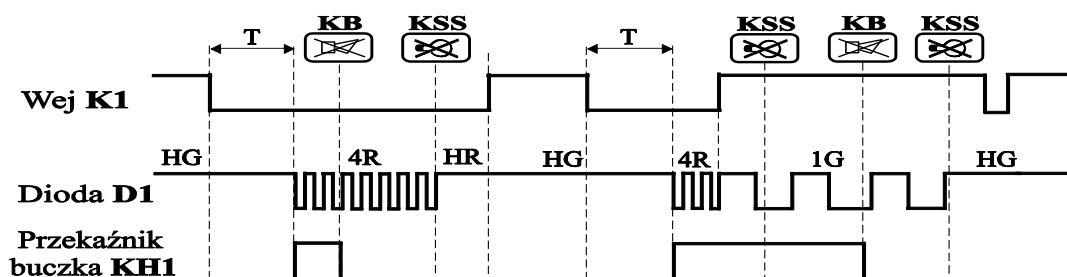 KB KSS KSS KB KSS
T T
Wej K1
HG 4R HR HG 4R 1G HG
Dioda D1
Przekaźnik
buczka KH1